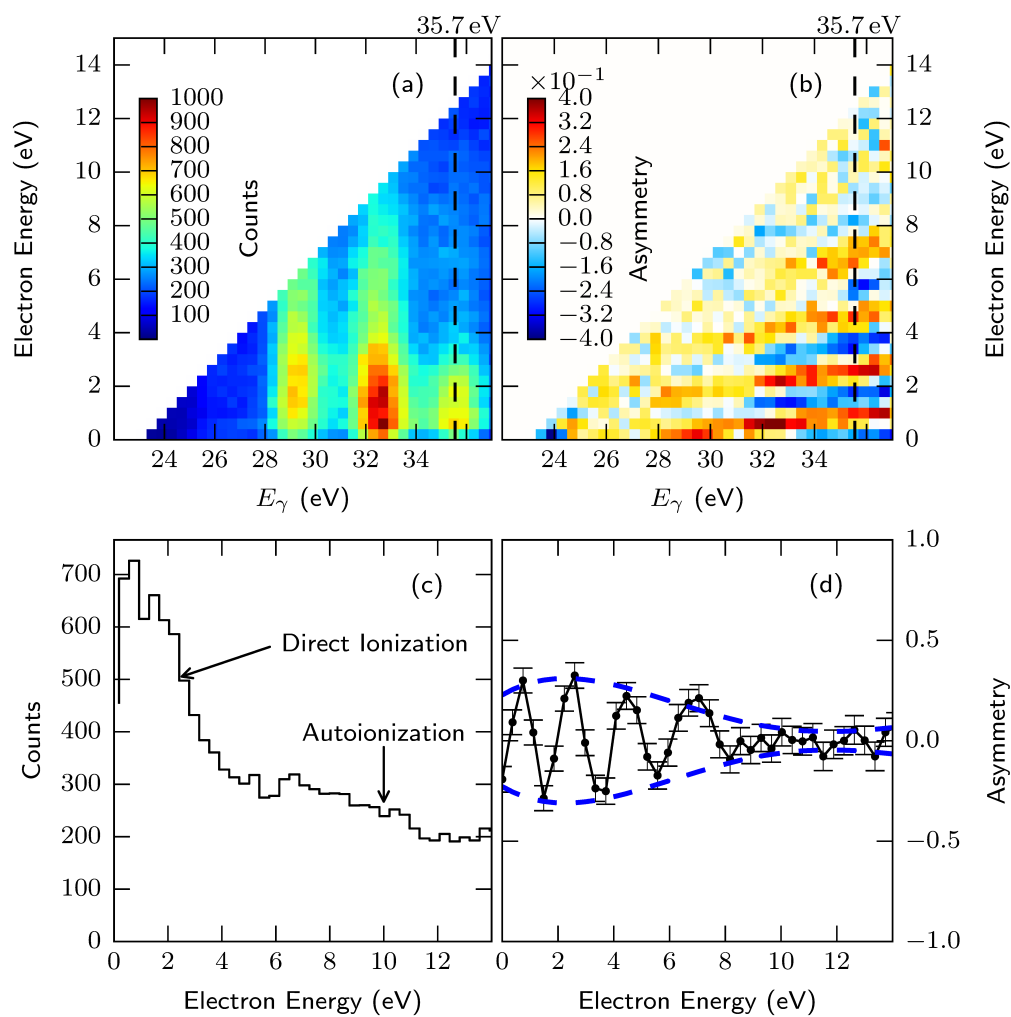 35.7 eV 35.7 eV
(a) (b)
14 14
12 12
10 10
8 8
6 6
4 4
2 2
0 0
1000
900
800
700
600
500
400
300
200
100
Counts
×10⁻¹
4.0
3.2
2.4
1.6
0.8
0.0
−0.8
−1.6
−2.4
−3.2
−4.0
Asymmetry
Electron Energy (eV)
Electron Energy (eV)
24 26 28 30 32 34
24 26 28 30 32 34
Eγ (eV) Eγ (eV)
(c) (d)
700
600
500
400
300
200
100
0
Counts
Direct Ionization
Autoionization
1.0
0.5
0.0
−0.5
−1.0
Asymmetry
0 2 4 6 8 10 12
0 2 4 6 8 10 12
Electron Energy (eV) Electron Energy (eV)